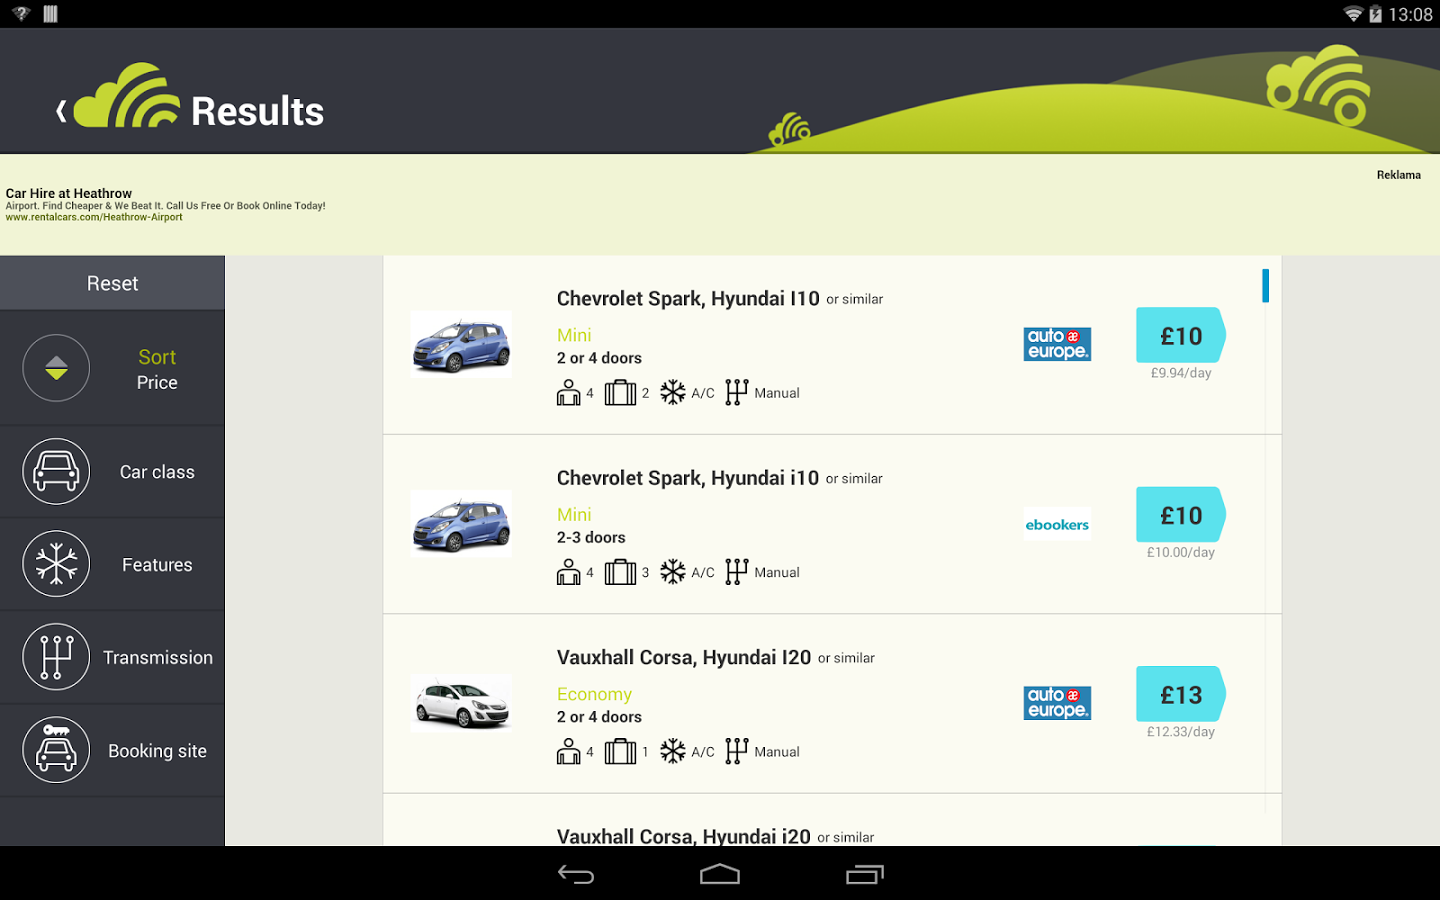 13:08
Results
Reklama
Car Hire at Heathrow
Airport. Find Cheaper & We Beat It. Call Us Free Or Book Online Today!
www.rentalcars.com/Heathrow-Airport
Reset
Sort
Price
Car class
Features
Transmission
Booking site
Chevrolet Spark, Hyundai I10 or similar
Mini
2 or 4 doors
4 2 A/C Manual
auto æ
europe.
£10
£9.94/day
Chevrolet Spark, Hyundai i10 or similar
Mini
2-3 doors
4 3 A/C Manual
ebookers
£10
£10.00/day
Vauxhall Corsa, Hyundai I20 or similar
Economy
2 or 4 doors
4 1 A/C Manual
auto æ
europe.
£13
£12.33/day
Vauxhall Corsa, Hyundai i20 or similar